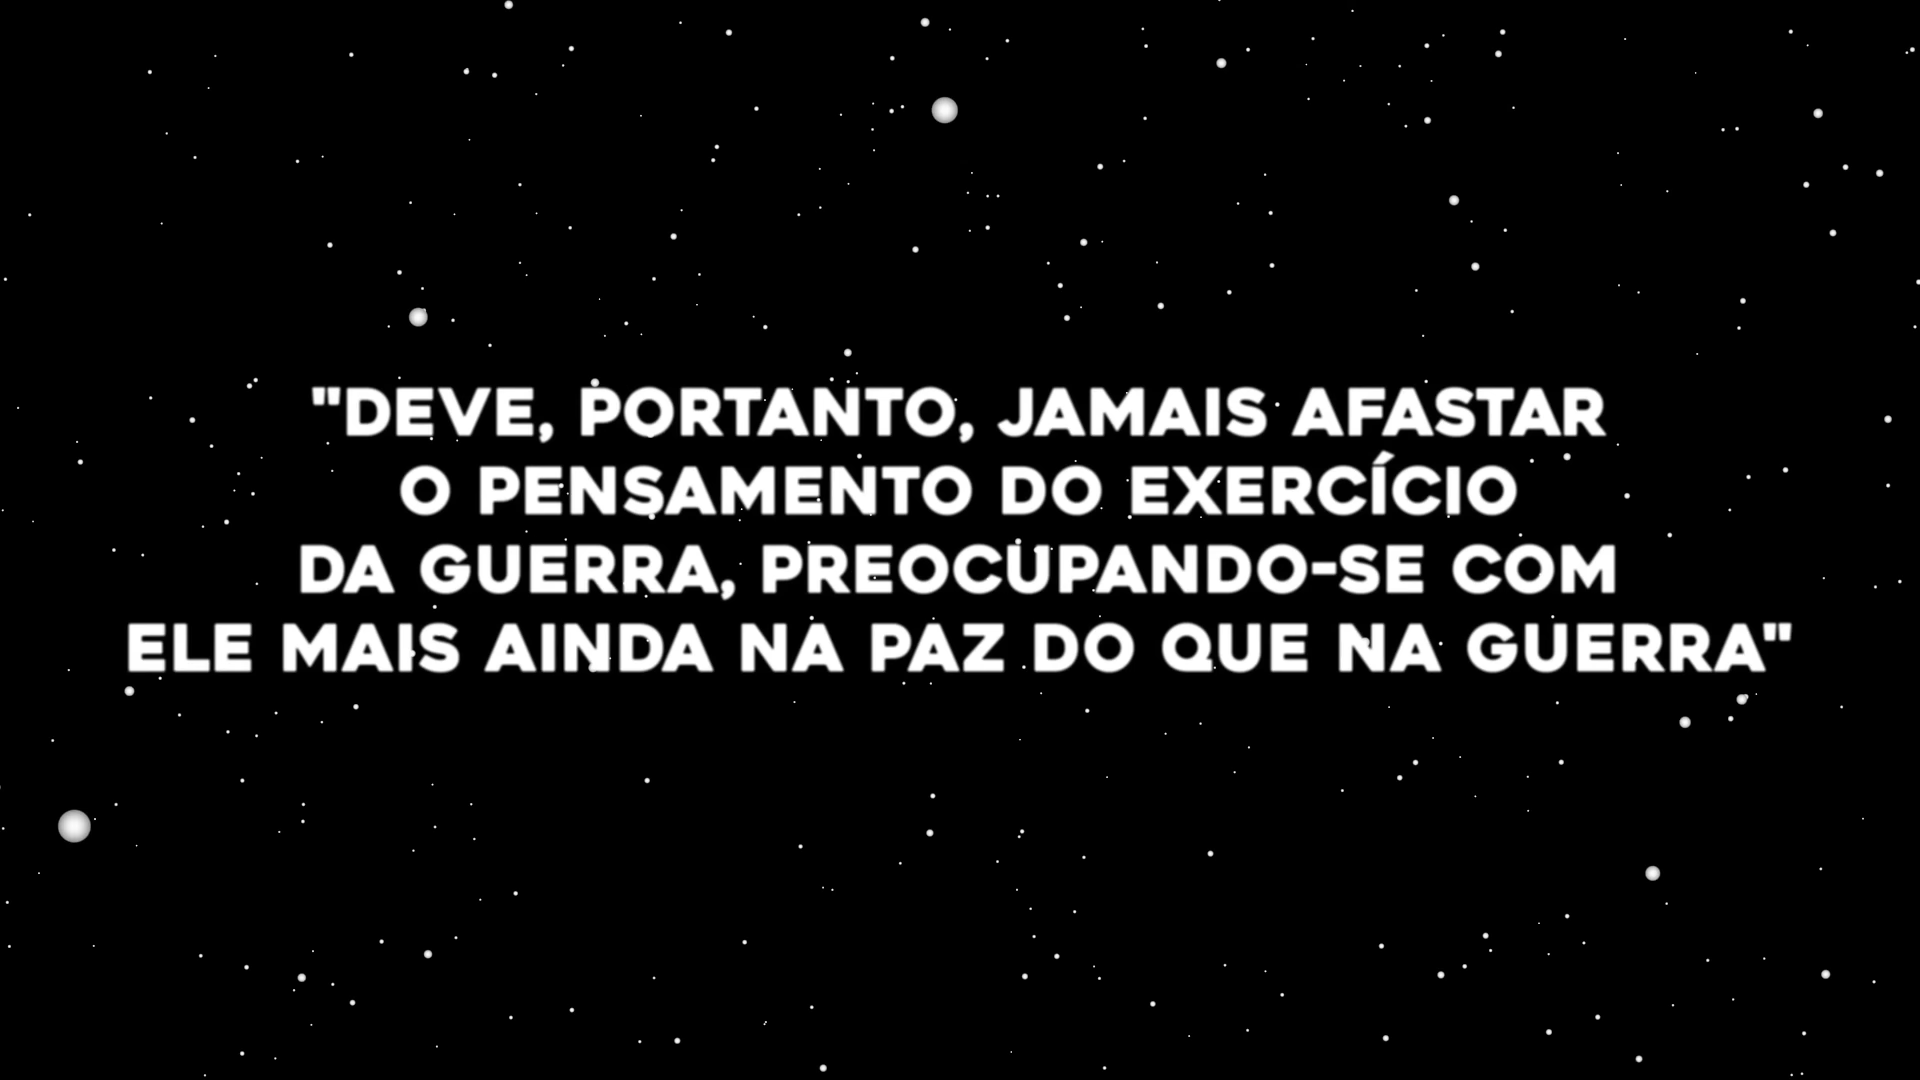 "DEVE, PORTANTO, JAMAIS AFASTAR
O PENSAMENTO DO EXERCÍCIO
DA GUERRA, PREOCUPANDO-SE COM
ELE MAIS AINDA NA PAZ DO QUE NA GUERRA"